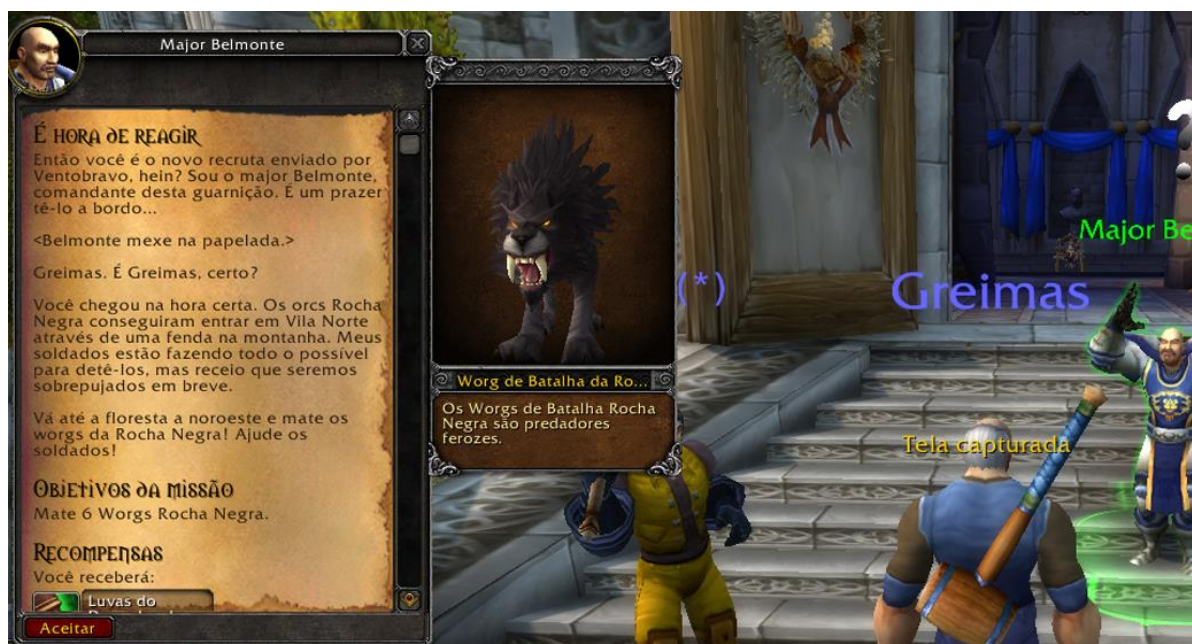 Major Belmonte
É HORA DE REAGIR
Então você é o novo recruta enviado por
Ventobravo, hein? Sou o major Belmonte,
comandante desta guarnição. É um prazer
tê-lo a bordo...
<Belmonte mexe na papelada.>
Greimas. É Greimas, certo?
Você chegou na hora certa. Os orcs Rocha
Negra conseguiram entrar em Vila Norte
através de uma fenda na montanha. Meus
soldados estão fazendo todo o possível
para detê-los, mas receio que seremos
sobrepujados em breve.
Vá até a floresta a noroeste e mate os
worgs da Rocha Negra! Ajude os
soldados!
OBJETIVOS DA MISSÃO
Mate 6 Worgs Rocha Negra.
RECOMPENSAS
Você receberá:
Luvas do
Aceitar
Worg de Batalha da Ro...
Os Worgs de Batalha Rocha
Negra são predadores
ferozes.
(*)
Greimas
Major Be
Tela capturada